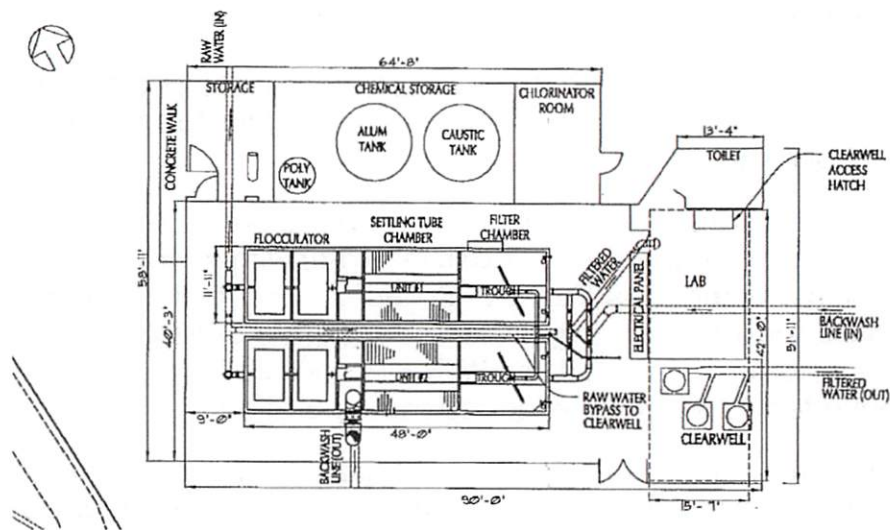 RAW
WATER (IN)
64'-8"
STORAGE
CHEMICAL STORAGE
CHLORINATOR
ROOM
CONCRETE WALK
ALUM
TANK
CAUSTIC
TANK
POLY
TANK
13'-4"
TOILET
CLEARWELL
ACCESS
HATCH
58'-11"
40'-3"
FLOCCULATOR
SETTLING TUBE
CHAMBER
FILTER
CHAMBER
11'-11"
UNIT #1
TROUGH
FILTERED
WATER
ELECTRICAL PANEL
LAB
42'-0"
51'-11"
BACKWASH
LINE (IN)
FILTERED
WATER (OUT)
UNIT #2
TROUGH
RAW WATER
BYPASS TO
CLEARWELL
CLEARWELL
9'-0"
48'-0"
BACKWASH
LINE (OUT)
90'-0"
15'-7"